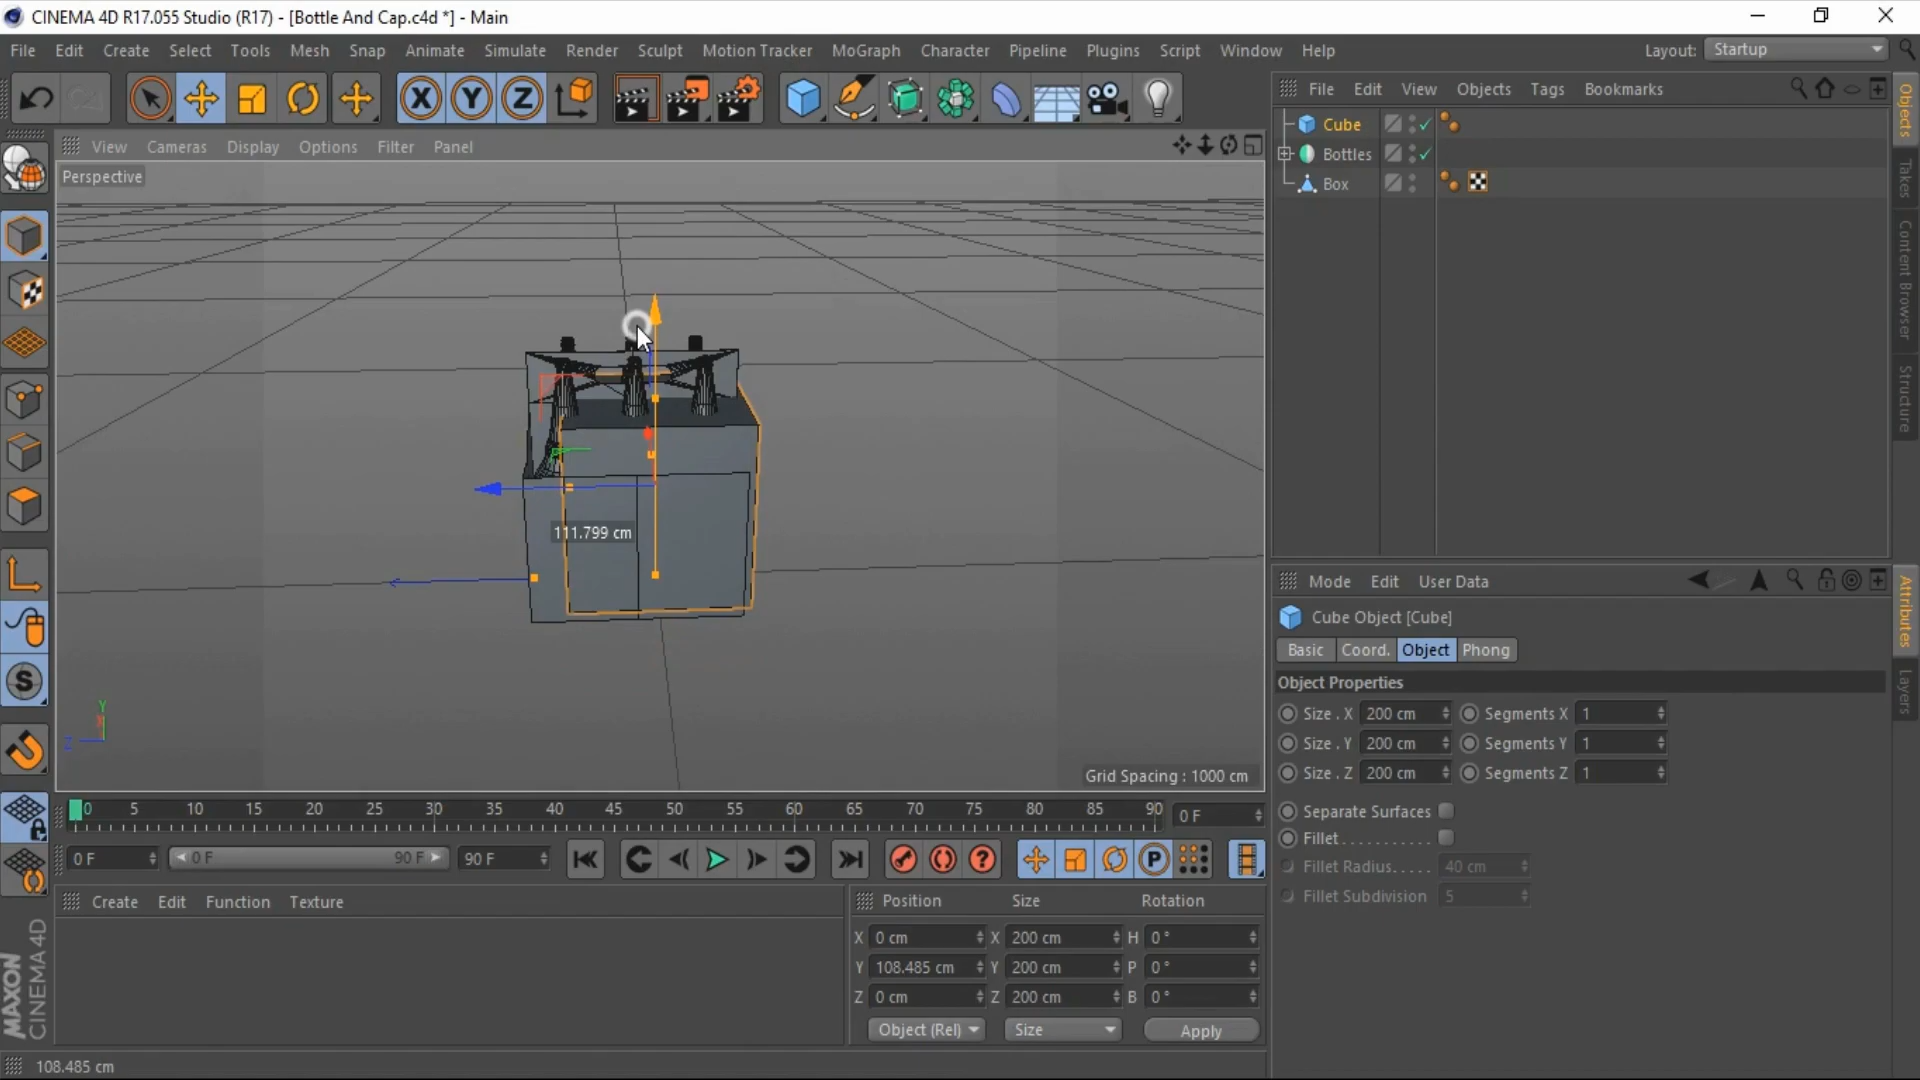 CINEMA 4D R17.055 Studio (R17) - [Bottle And Cap.c4d *] - Main
File Edit Create Select Tools Mesh Snap Animate Simulate Render Sculpt Motion Tracker MoGraph Character Pipeline Plugins Script Window Help Layout: Startup
X Y Z
File Edit View Objects Tags Bookmarks
View Cameras Display Options Filter Panel
Perspective
Cube
Bottles
Box
Objects
Takes
Content Browser
Structure
111.799 cm
Y
X
Z
Grid Spacing : 1000 cm
S
Mode Edit User Data
Cube Object [Cube]
Basic Coord. Object Phong
Object Properties
Size . X 200 cm Segments X 1
Size . Y 200 cm Segments Y 1
Size . Z 200 cm Segments Z 1
Separate Surfaces
Fillet
Fillet Radius 40 cm
Fillet Subdivision 5
Attributes
Layers
0 5 10 15 20 25 30 35 40 45 50 55 60 65 70 75 80 85 90 0 F
0 F 0 F 90 F 90 F ? P
Create Edit Function Texture
Position Size Rotation
X 0 cm X 200 cm H 0 °
Y 108.485 cm Y 200 cm P 0 °
Z 0 cm Z 200 cm B 0 °
Object (Rel) Size Apply
MAXON
CINEMA 4D
108.485 cm